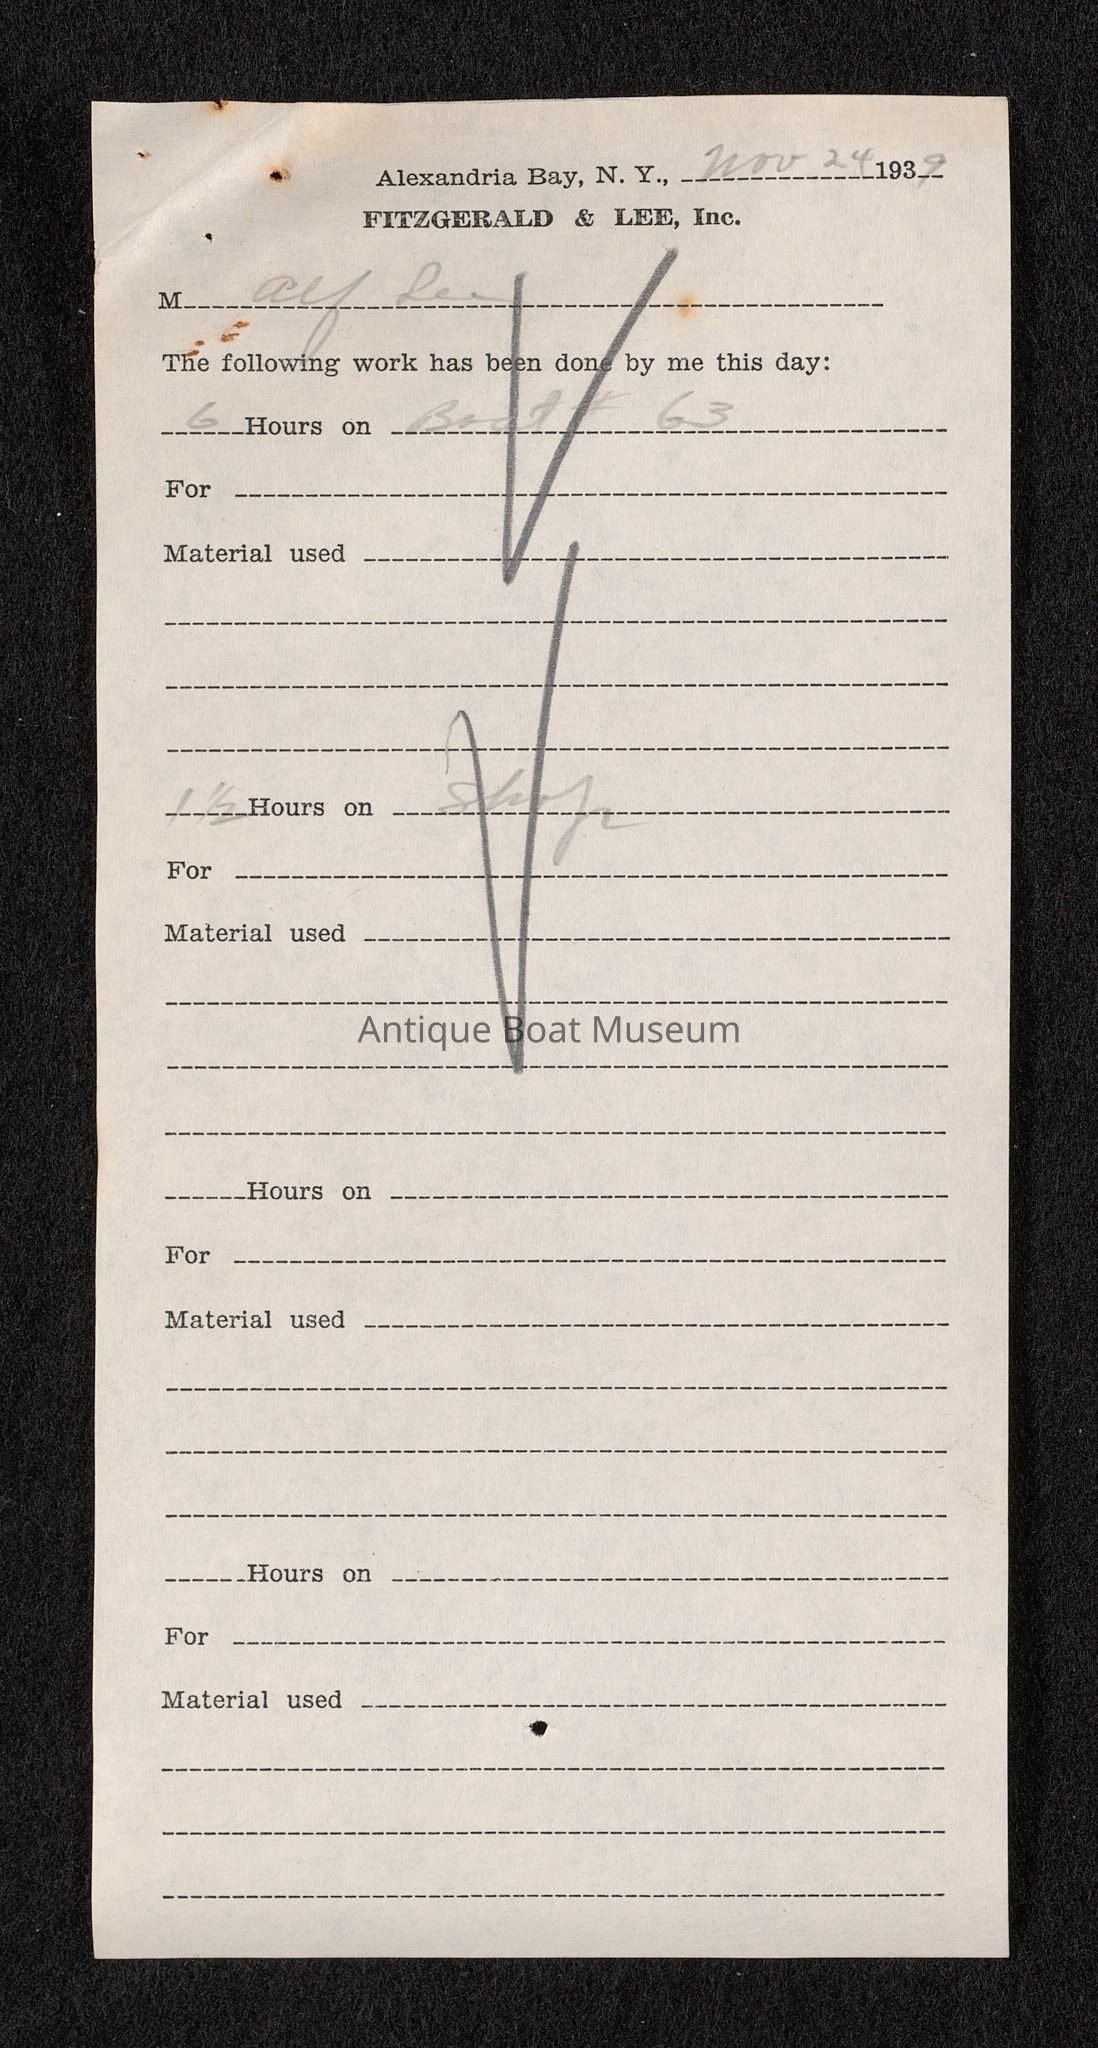 Alexandria Bay, N. Y., Nov 24 1939
FITZGERALD & LEE, Inc.
M Alf Lee
The following work has been done by me this day:
6 Hours on Boat # 63
For
Material used
1 1/2 Hours on Shop
For
Material used
Antique Boat Museum
Hours on
For
Material used
Hours on
For
Material used